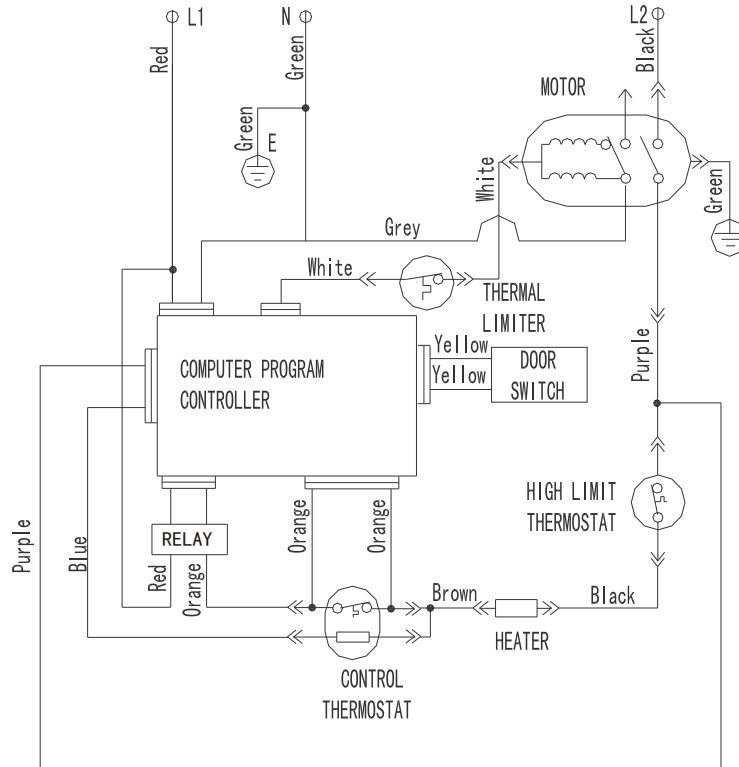 L1
N
L2
Red
Green
Black
MOTOR
Green
E
White
Green
Grey
White
THERMAL
LIMITER
COMPUTER PROGRAM
CONTROLLER
Yellow
Yellow
DOOR
SWITCH
Purple
HIGH LIMIT
THERMOSTAT
Purple
Blue
RELAY
Red
Orange
Orange
Orange
Brown
Black
HEATER
CONTROL
THERMOSTAT